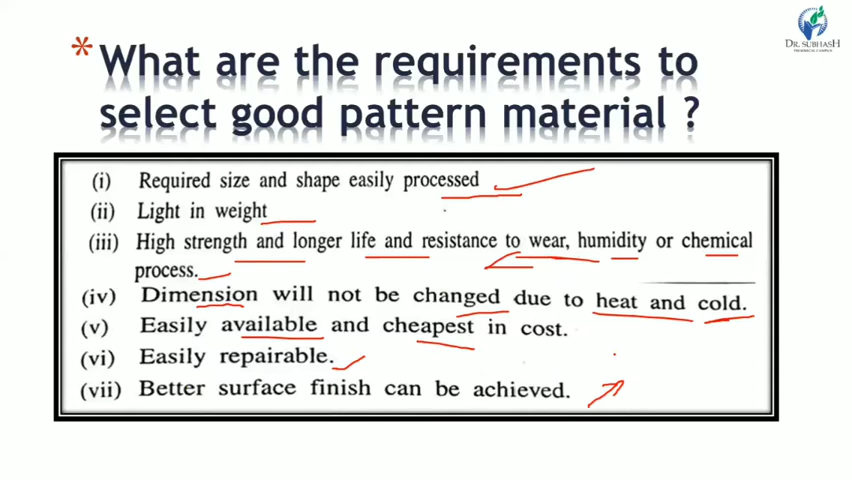 * What are the requirements to
select good pattern material ?
DR. SUBHASH
(i) Required size and shape easily processed
(ii) Light in weight
(iii) High strength and longer life and resistance to wear, humidity or chemical
process.
(iv) Dimension will not be changed due to heat and cold.
(v) Easily available and cheapest in cost.
(vi) Easily repairable.
(vii) Better surface finish can be achieved.